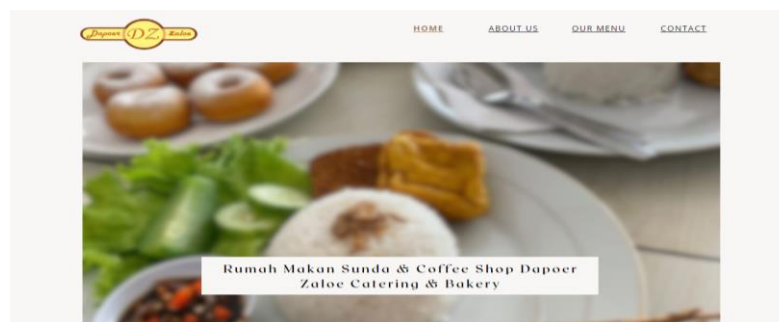 Dapoer DZ Zaloe
HOME ABOUT US OUR MENU CONTACT
Rumah Makan Sunda & Coffee Shop Dapoer
Zaloe Catering & Bakery